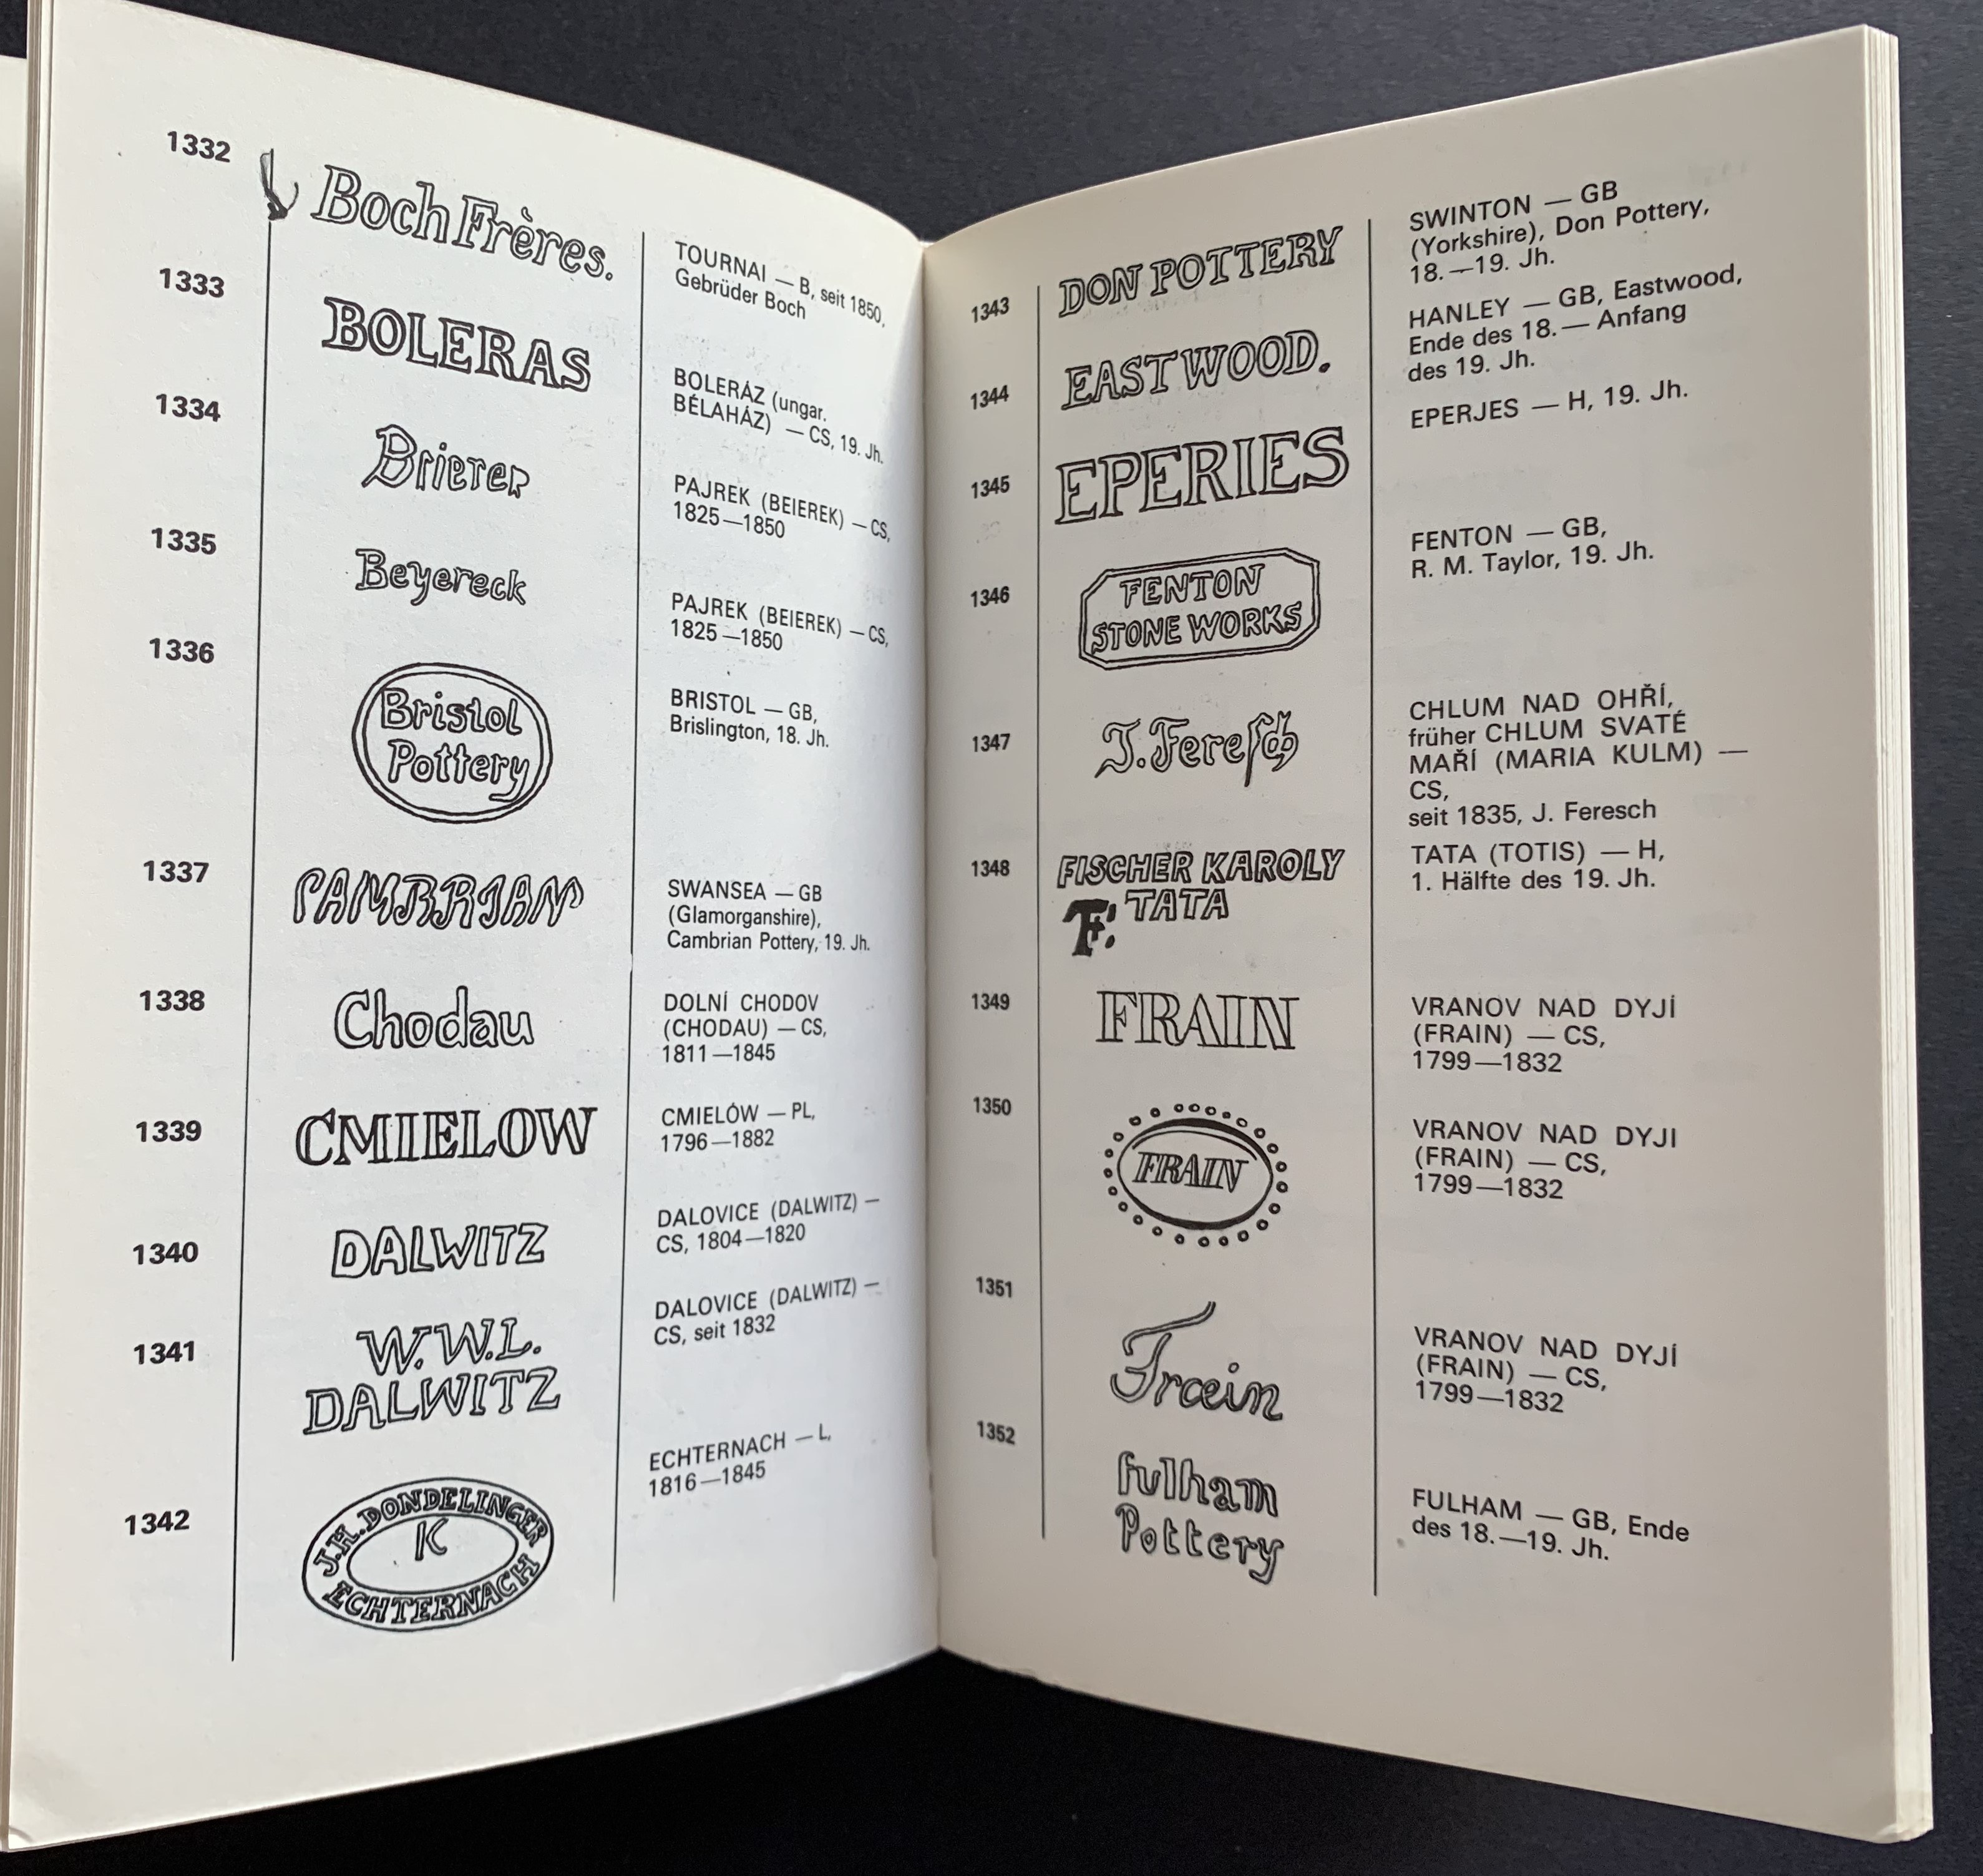 1332
Boch Frères.
TOURNAI — B, seit 1850,
Gebrüder Boch
1333
BOLERAS
BOLERÁZ (ungar.
BÉLAHÁZ) — CS, 19. Jh.
1334
Brierer
PAJREK (BEIEREK) — CS,
1825—1850
1335
Beyereck
PAJREK (BEIEREK) — CS,
1825—1850
1336
Bristol
Pottery
BRISTOL — GB,
Brislington, 18. Jh.
1337
CAMBRIAN
SWANSEA — GB
(Glamorganshire),
Cambrian Pottery, 19. Jh.
1338
Chodau
DOLNÍ CHODOV
(CHODAU) — CS,
1811—1845
1339
ĆMIELOW
CMIELÓW — PL,
1796—1882
1340
DALWITZ
DALOVICE (DALWITZ) —
CS, 1804—1820
1341
W.W.L.
DALWITZ
DALOVICE (DALWITZ) —
CS, seit 1832
1342
J.H. DONDELINGER
K
ECHTERNACH
ECHTERNACH — L,
1816—1845
1343
DON POTTERY
SWINTON — GB
(Yorkshire), Don Pottery,
18.—19. Jh.
1344
EASTWOOD.
HANLEY — GB, Eastwood,
Ende des 18.— Anfang
des 19. Jh.
1345
EPERIES
EPERJES — H, 19. Jh.
1346
FENTON
STONE WORKS
FENTON — GB,
R. M. Taylor, 19. Jh.
1347
J. Feresch
CHLUM NAD OHŘÍ,
früher CHLUM SVATÉ
MAŘÍ (MARIA KULM) —
CS,
seit 1835, J. Feresch
1348
FISCHER KAROLY
TATA
TF:
TATA (TOTIS) — H,
1. Hälfte des 19. Jh.
1349
FRAIN
VRANOV NAD DYJÍ
(FRAIN) — CS,
1799—1832
1350
FRAIN
VRANOV NAD DYJI
(FRAIN) — CS,
1799—1832
1351
Frain
VRANOV NAD DYJÍ
(FRAIN) — CS,
1799—1832
1352
fulham
Pottery
FULHAM — GB, Ende
des 18.—19. Jh.